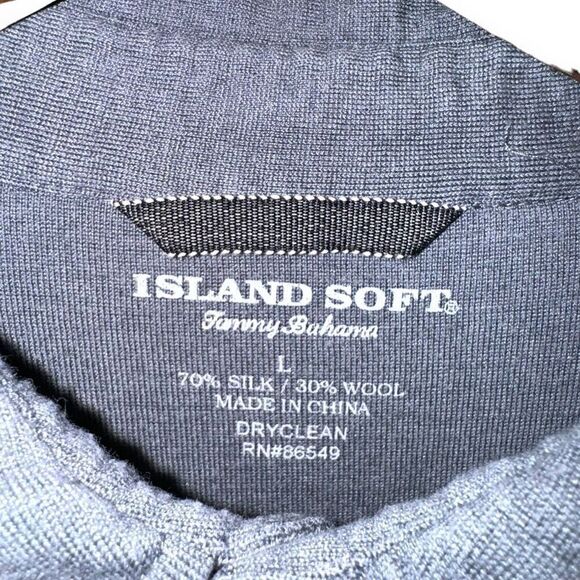 ISLAND SOFT®
Tommy Bahama
L
70% SILK / 30% WOOL
MADE IN CHINA
DRYCLEAN
RN#86549